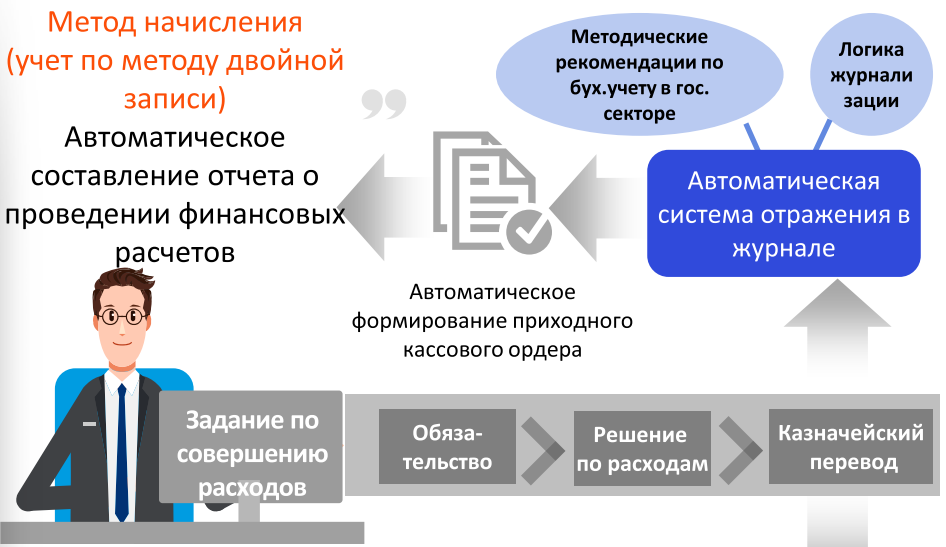 Метод начисления
(учет по методу двойной
записи)
Автоматическое
составление отчета о
проведении финансовых
расчетов
Методические
рекомендации по
бух.учету в гос.
секторе
Логика
журнали
зации
Автоматическая
система отражения в
журнале
Автоматическое
формирование приходного
кассового ордера
Задание по
совершению
расходов
Обяза-
тельство
Решение
по расходам
Казначейский
перевод